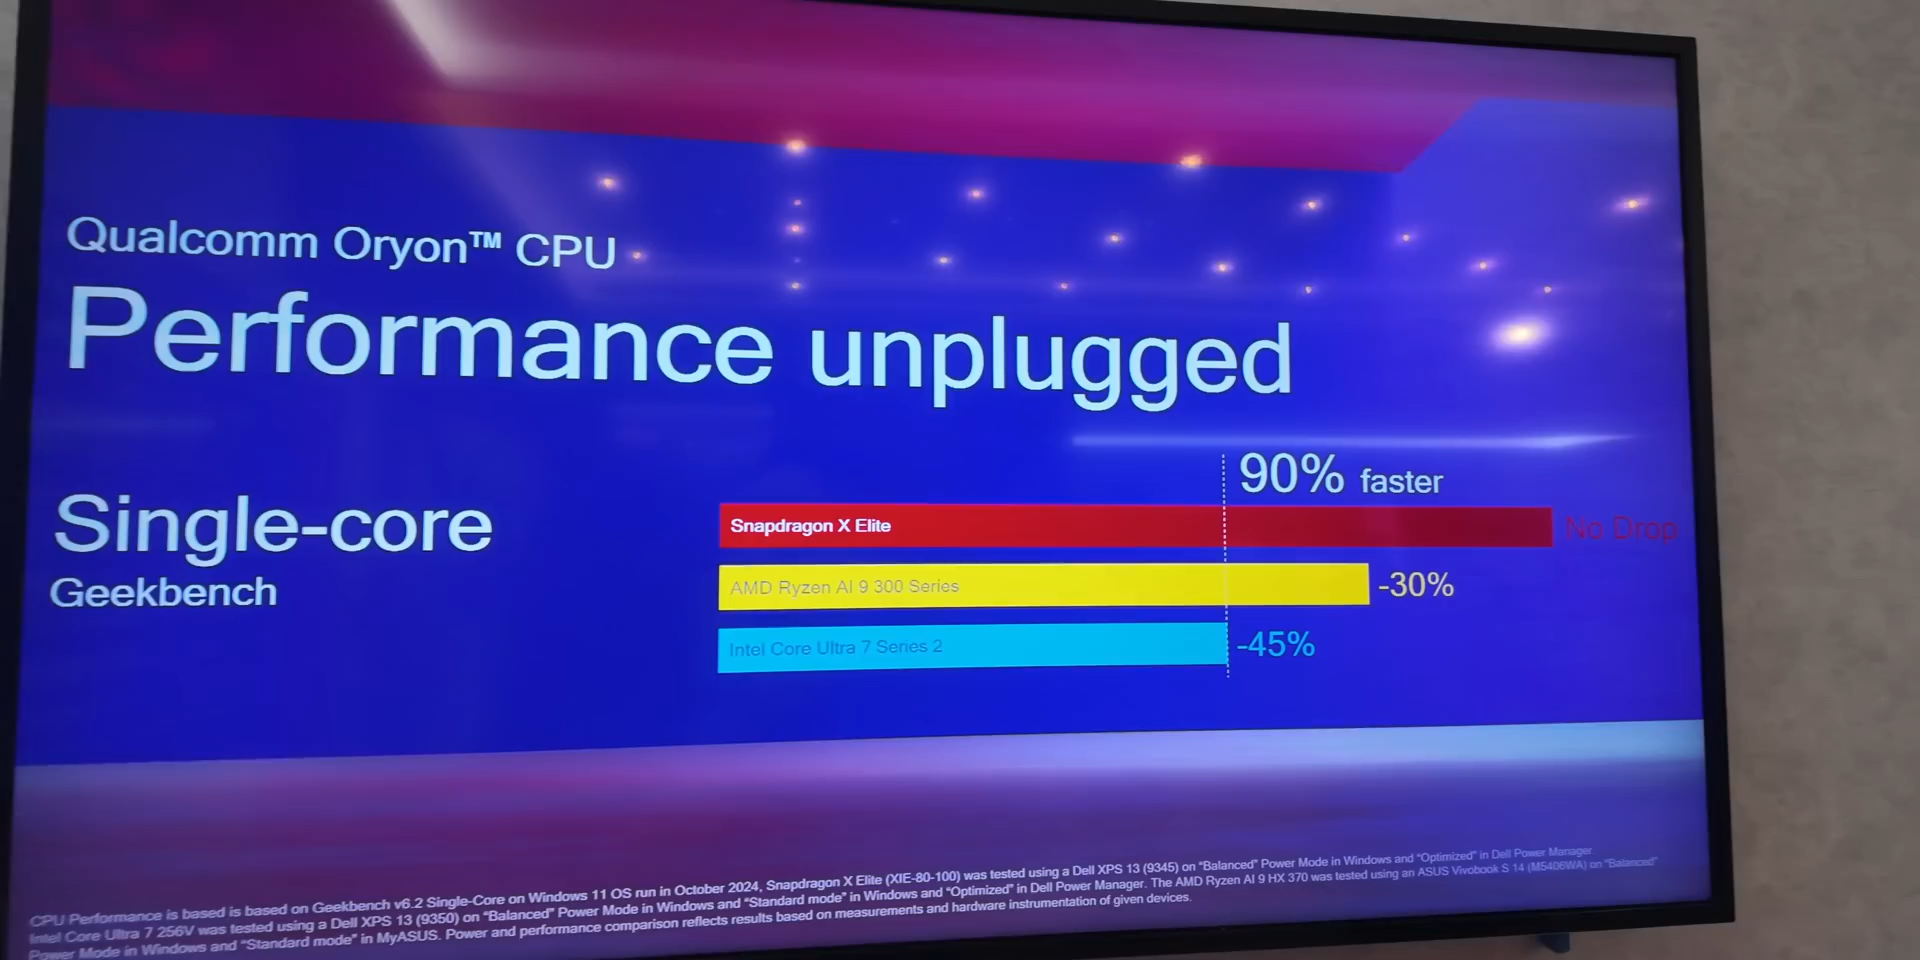 Qualcomm Oryon™ CPU
Performance unplugged
Single-core
Geekbench
90% faster
Snapdragon X Elite
No Drop
AMD Ryzen AI 9 300 Series
-30%
Intel Core Ultra 7 Series 2
-45%
CPU Performance is based is based on Geekbench v6.2 Single-Core on Windows 11 OS run in October 2024, Snapdragon X Elite (XIE-80-100) was tested using a Dell XPS 13 (9345) on “Balanced” Power Mode in Windows and “Optimized” in Dell Power Manager.
Intel Core Ultra 7 256V was tested using a Dell XPS 13 (9350) on “Balanced” Power Mode in Windows and “Standard mode” in Windows and “Optimized” in Dell Power Manager. The AMD Ryzen AI 9 HX 370 was tested using an ASUS Vivobook S 14 (M5406WA) on “Balanced”
Power Mode in Windows and “Standard mode” in MyASUS. Power and performance comparison reflects results based on measurements and hardware instrumentation of given devices.